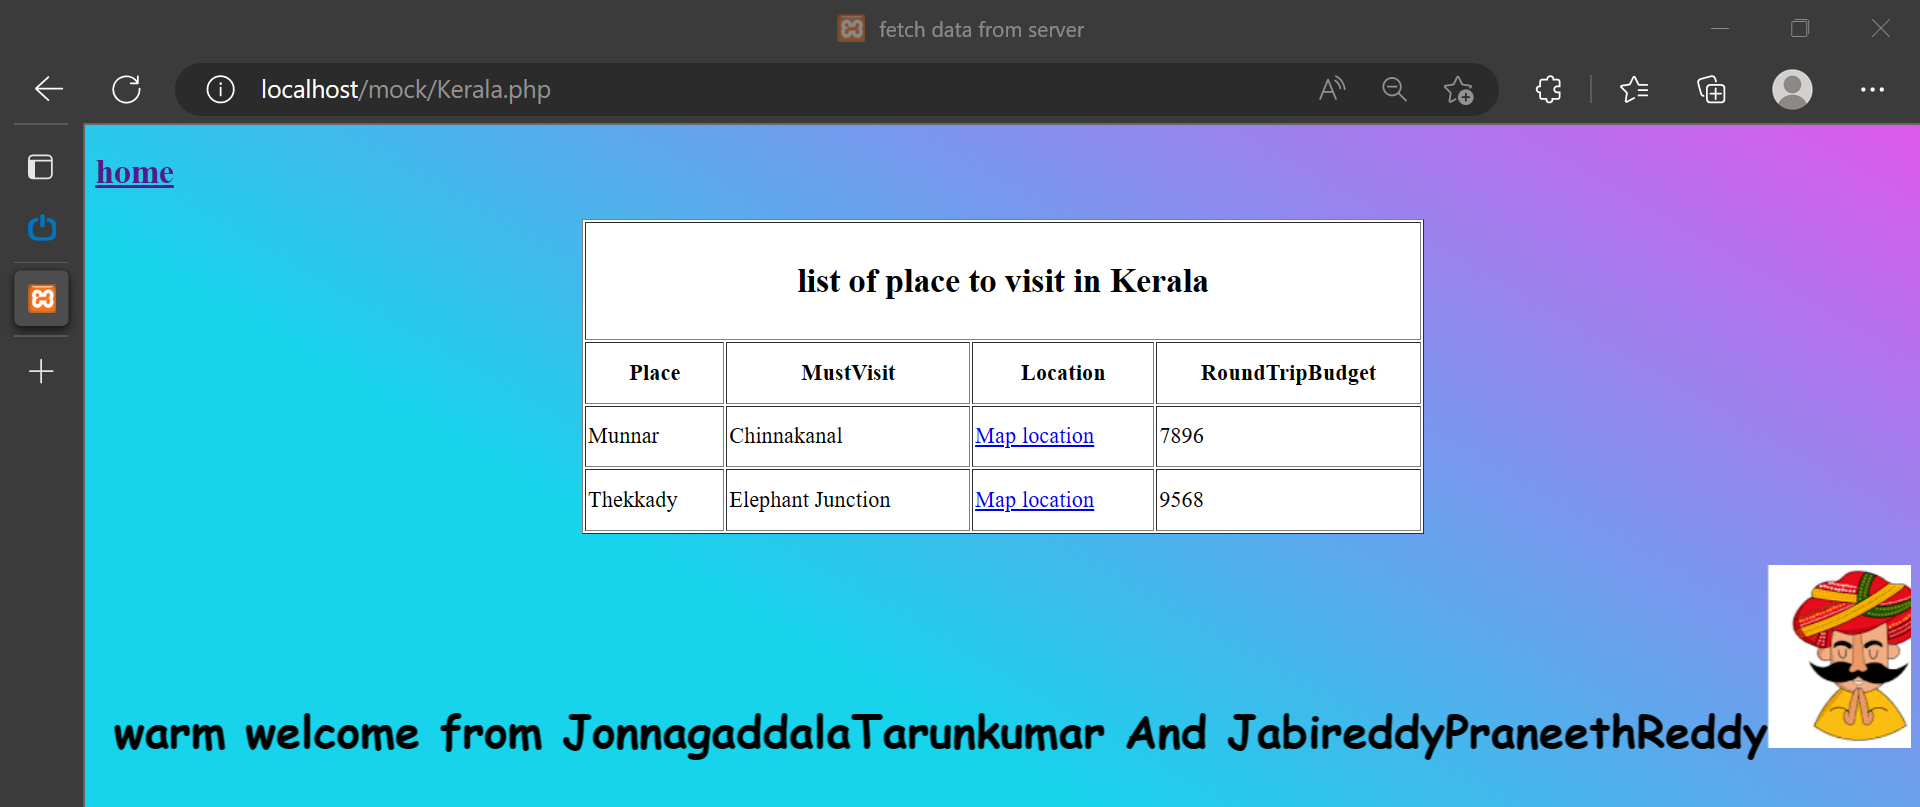 fetch data from server
localhost/mock/Kerala.php
home
list of place to visit in Kerala
Place MustVisit Location RoundTripBudget
Munnar Chinnakanal Map location 7896
Thekkady Elephant Junction Map location 9568
warm welcome from JonnagaddalaTarunkumar And JabireddyPraneethReddy